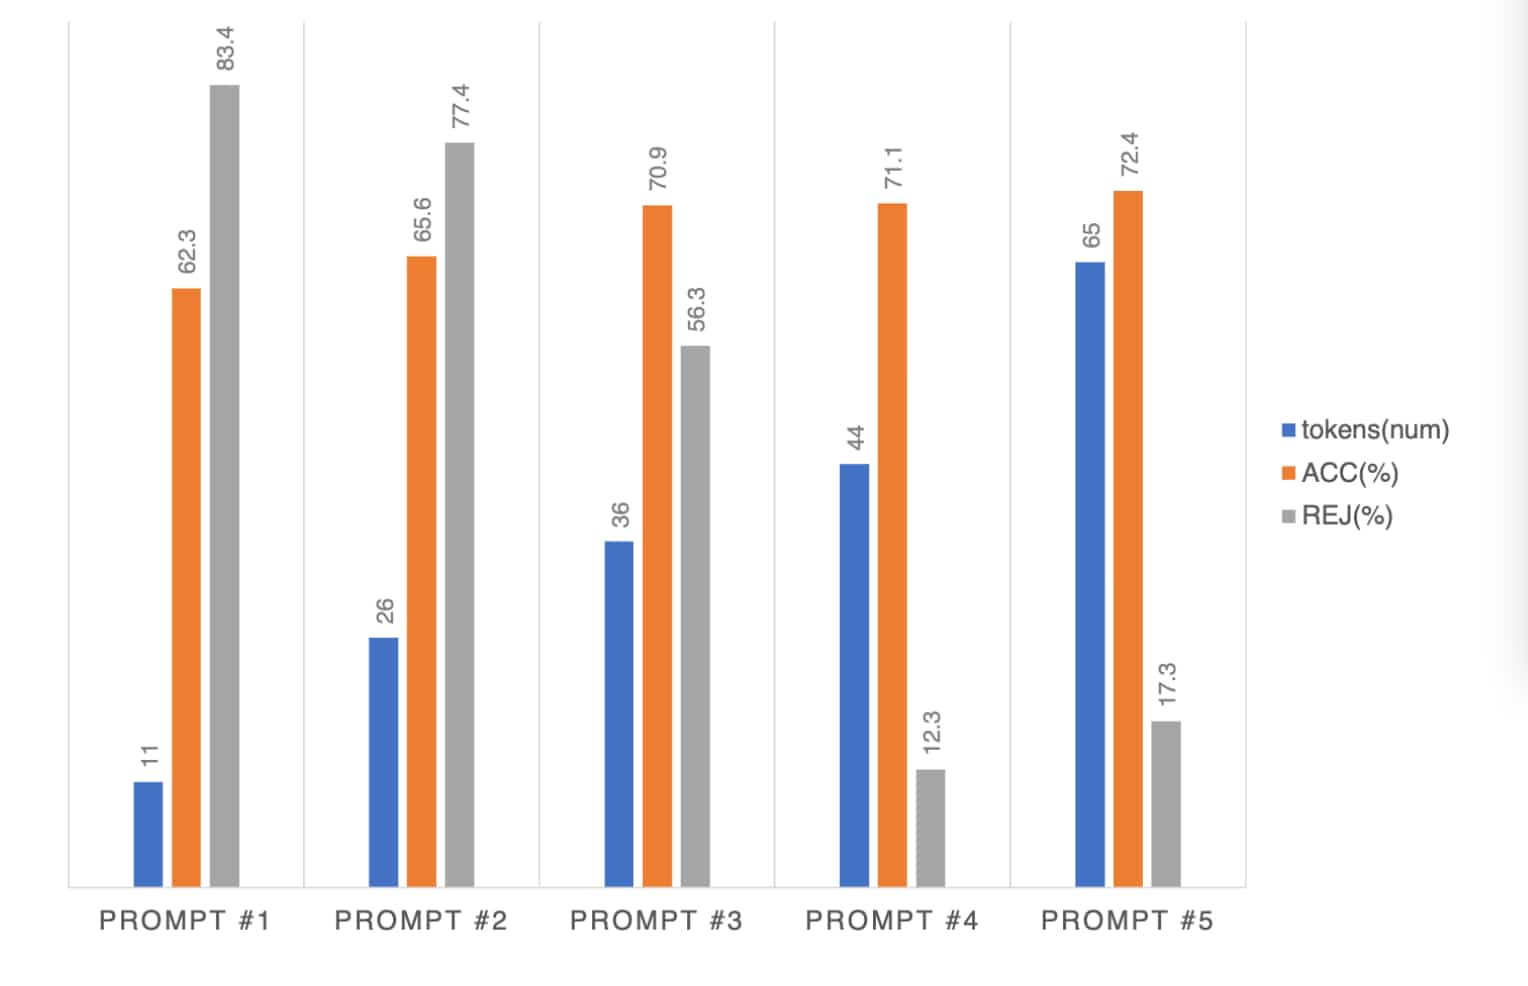 11
62.3
83.4
26
65.6
77.4
36
70.9
56.3
44
71.1
12.3
65
72.4
17.3
PROMPT #1
PROMPT #2
PROMPT #3
PROMPT #4
PROMPT #5
tokens(num)
ACC(%)
REJ(%)